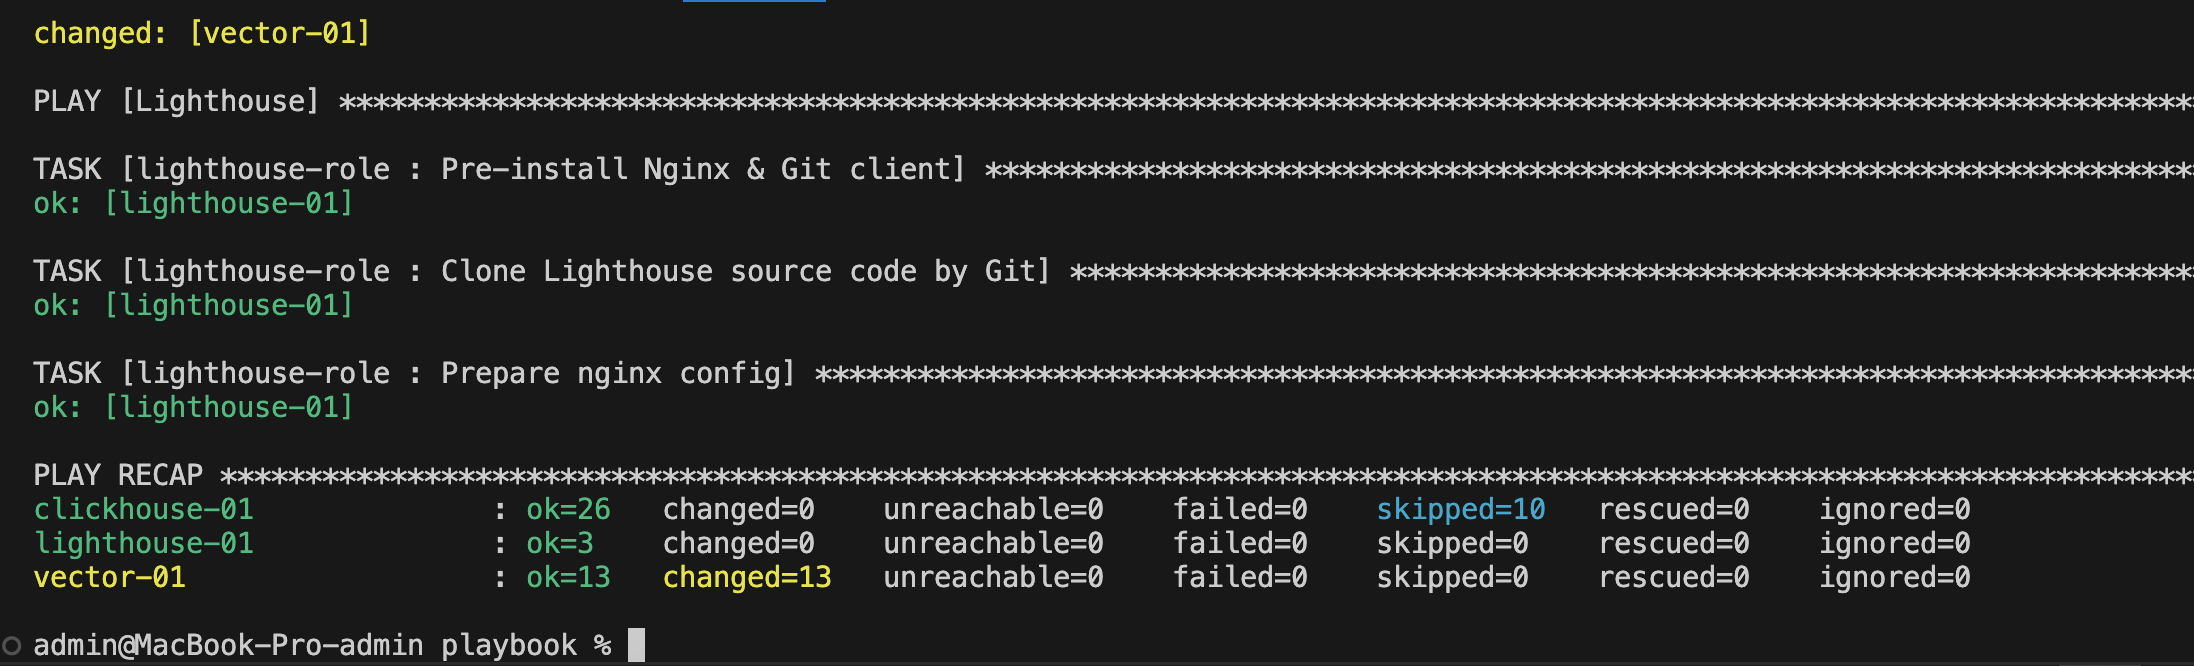 changed: [vector-01]
PLAY [Lighthouse] *************************************************************************************************************
TASK [lighthouse-role : Pre-install Nginx & Git client] ***********************************************************************
ok: [lighthouse-01]
TASK [lighthouse-role : Clone Lighthouse source code by Git] ******************************************************************
ok: [lighthouse-01]
TASK [lighthouse-role : Prepare nginx config] *********************************************************************************
ok: [lighthouse-01]
PLAY RECAP ********************************************************************************************************************
clickhouse-01              : ok=26   changed=0    unreachable=0    failed=0    skipped=10   rescued=0    ignored=0
lighthouse-01              : ok=3    changed=0    unreachable=0    failed=0    skipped=0    rescued=0    ignored=0
vector-01                  : ok=13   changed=13   unreachable=0    failed=0    skipped=0    rescued=0    ignored=0
admin@MacBook-Pro-admin playbook %